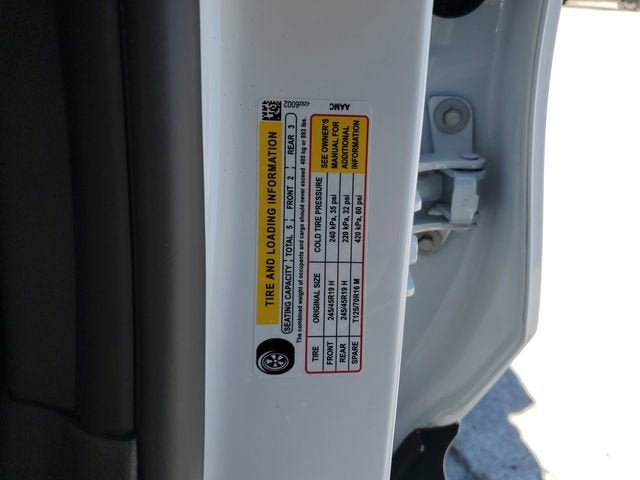 TIRE AND LOADING INFORMATION
SEATING CAPACITY TOTAL 5 FRONT 2 REAR 3
The combined weight of occupants and cargo should never exceed 405 kg or 893 lbs.
TIRE ORIGINAL SIZE COLD TIRE PRESSURE
FRONT 245/45R19 H 240 kPa, 35 psi
REAR 245/45R19 H 220 kPa, 32 psi
SPARE T125/70R16 M 420 kPa, 60 psi
SEE OWNER'S
MANUAL FOR
ADDITIONAL
INFORMATION
AAMC